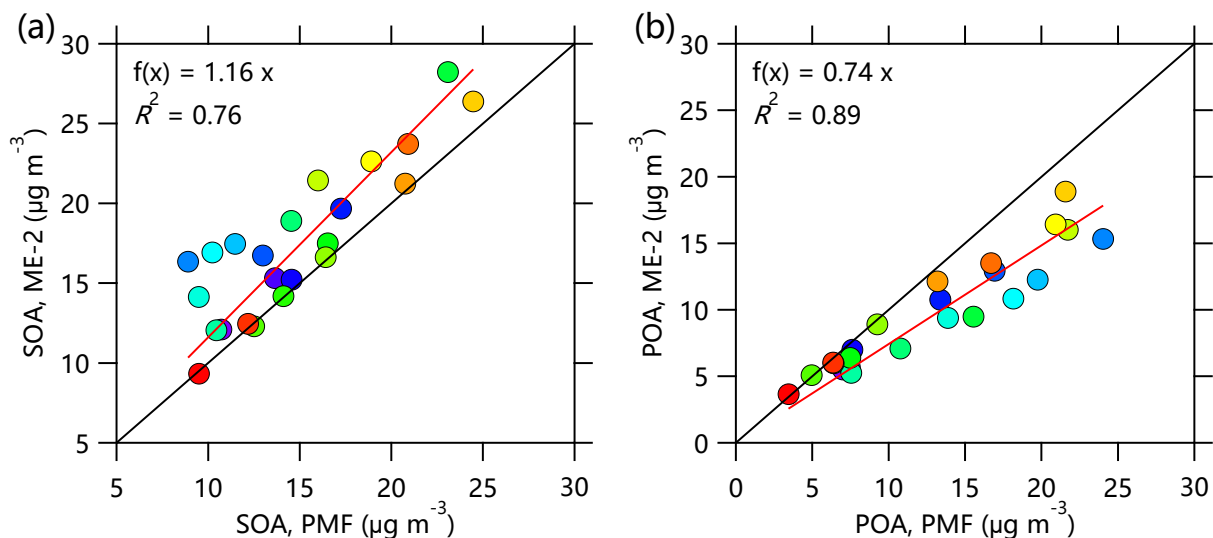 (a)
f(x) = 1.16 x
R² = 0.76
30
25
20
15
10
5
SOA, ME-2 (µg m⁻³)
5 10 15 20 25 30
SOA, PMF (µg m⁻³)
(b)
f(x) = 0.74 x
R² = 0.89
30
25
20
15
10
5
0
POA, ME-2 (µg m⁻³)
0 5 10 15 20 25 30
POA, PMF (µg m⁻³)